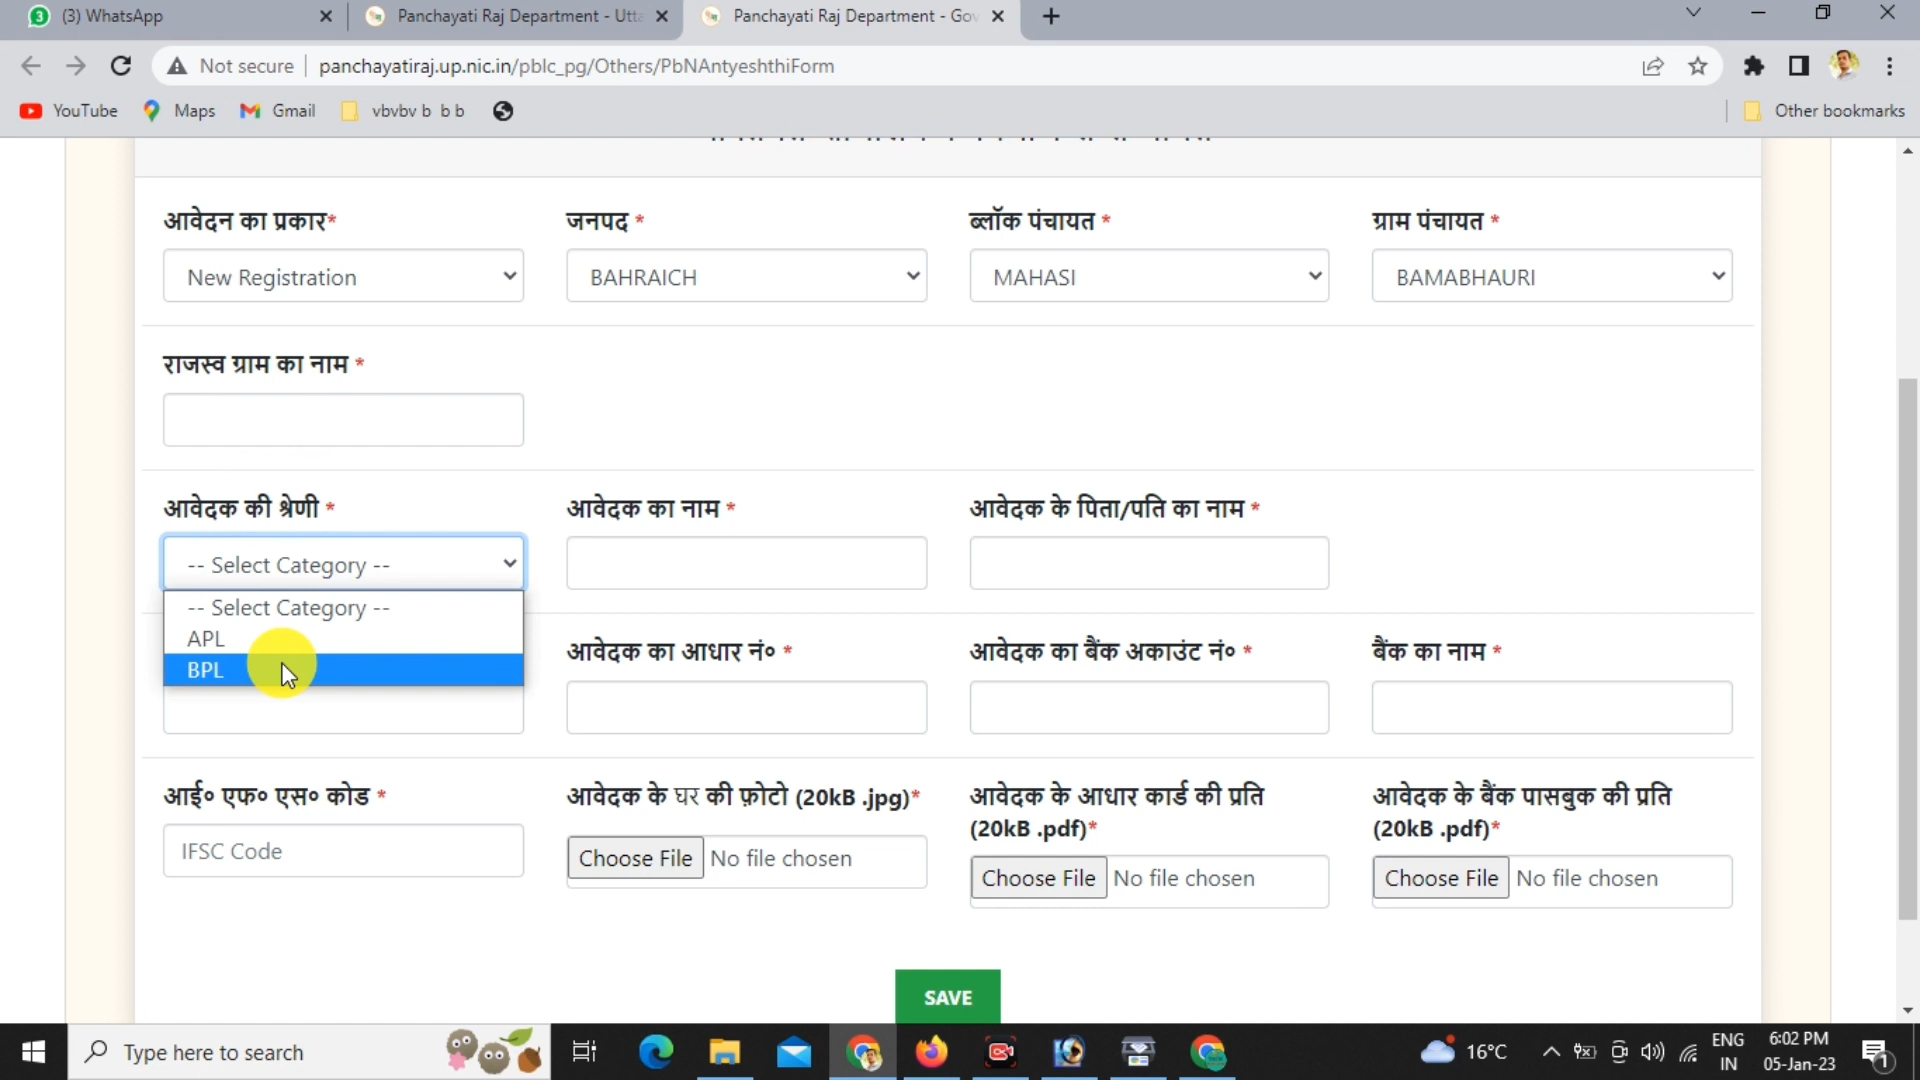 (3) WhatsApp
Panchayati Raj Department - Utta
Panchayati Raj Department - Gov
Not secure
panchayatiraj.up.nic.in/pblc_pg/Others/PbNAntyeshthiForm
YouTube
Maps
Gmail
vbvbv b b b
Other bookmarks
आवेदन का प्रकार*
जनपद *
ब्लॉक पंचायत *
ग्राम पंचायत *
New Registration
BAHRAICH
MAHASI
BAMABHAURI
राजस्व ग्राम का नाम *
आवेदक की श्रेणी *
आवेदक का नाम *
आवेदक के पिता/पति का नाम *
-- Select Category --
-- Select Category --
APL
BPL
आवेदक का आधार नं० *
आवेदक का बैंक अकाउंट नं० *
बैंक का नाम *
आई० एफ० एस० कोड *
आवेदक के घर की फ़ोटो (20kB .jpg)*
आवेदक के आधार कार्ड की प्रति
(20kB .pdf)*
आवेदक के बैंक पासबुक की प्रति
(20kB .pdf)*
IFSC Code
Choose File No file chosen
Choose File No file chosen
Choose File No file chosen
SAVE
Type here to search
16°C
ENG
IN
6:02 PM
05-Jan-23
1